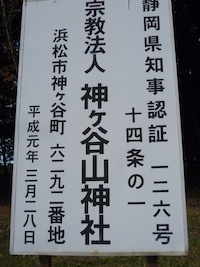 静岡県知事認証 一二六号
十四条の一
宗教法人 神ヶ谷山神社
浜松市神ヶ谷町 六二九二番地
平成元年 三月二八日